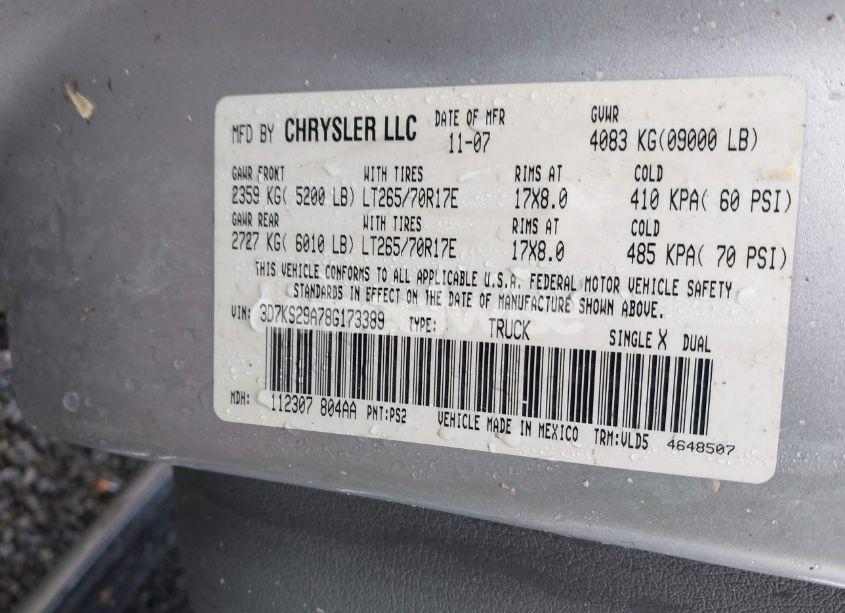 MFD BY CHRYSLER LLC DATE OF MFR 11-07 GVWR 4083 KG(09000 LB)
GAWR FRONT WITH TIRES RIMS AT COLD
2359 KG( 5200 LB) LT265/70R17E 17X8.0 410 KPA( 60 PSI)
GAWR REAR WITH TIRES RIMS AT COLD
2727 KG( 6010 LB) LT265/70R17E 17X8.0 485 KPA( 70 PSI)
THIS VEHICLE CONFORMS TO ALL APPLICABLE U.S.A. FEDERAL MOTOR VEHICLE SAFETY
STANDARDS IN EFFECT ON THE DATE OF MANUFACTURE SHOWN ABOVE.
VIN: 3D7KS29A78G173389 TYPE: TRUCK SINGLE X DUAL
MDH: 112307 804AA PNT:PS2 VEHICLE MADE IN MEXICO TRM:VLD5 4648507